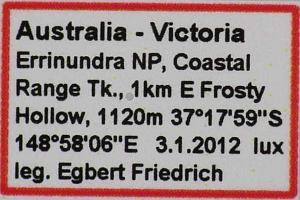 Australia - Victoria
Errinundra NP, Coastal
Range Tk., 1km E Frosty
Hollow, 1120m 37°17'59"S
148°58'06"E 3.1.2012 lux
leg. Egbert Friedrich